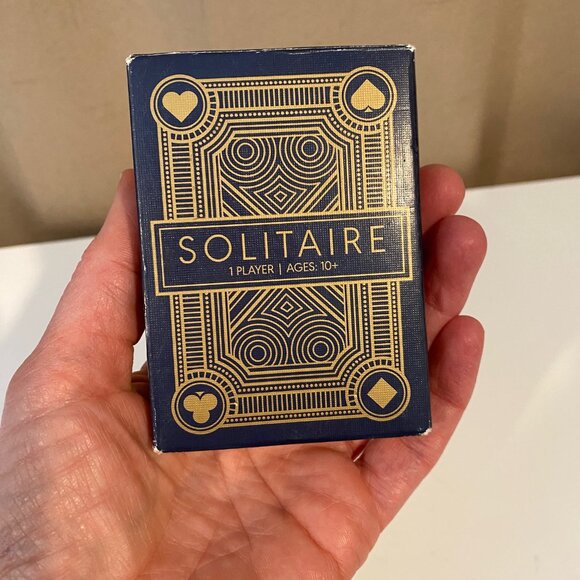 SOLITAIRE
1 PLAYER | AGES: 10+